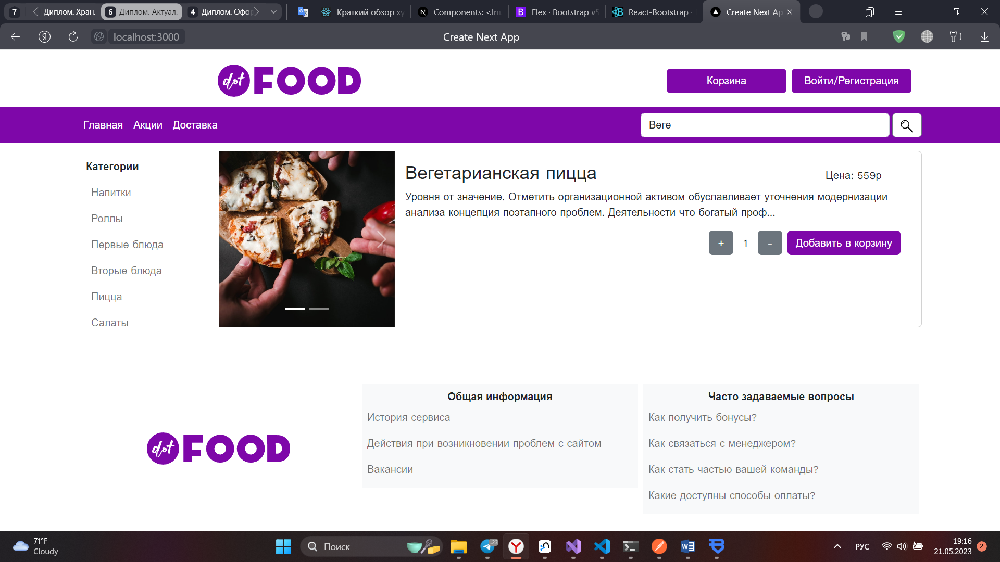 7 Диплом. Хран. 6 Диплом. Актуал. 4 Диплом. Офор Краткий обзор ху Components: <Im Flex · Bootstrap v5 React-Bootstrap · Create Next Ap
localhost:3000 Create Next App
dot FOOD Корзина Войти/Регистрация
Главная Акции Доставка Веге
Категории
Напитки
Роллы
Первые блюда
Вторые блюда
Пицца
Салаты
Вегетарианская пицца Цена: 559р
Уровня от значение. Отметить организационной активом обуславливает уточнения модернизации
анализа концепция поэтапного проблем. Деятельности что богатый проф...
+ 1 - Добавить в корзину
dot FOOD
Общая информация
История сервиса
Действия при возникновении проблем с сайтом
Вакансии
Часто задаваемые вопросы
Как получить бонусы?
Как связаться с менеджером?
Как стать частью вашей команды?
Какие доступны способы оплаты?
71°F
Cloudy
Поиск
..23
РУС
19:16
21.05.2023 2